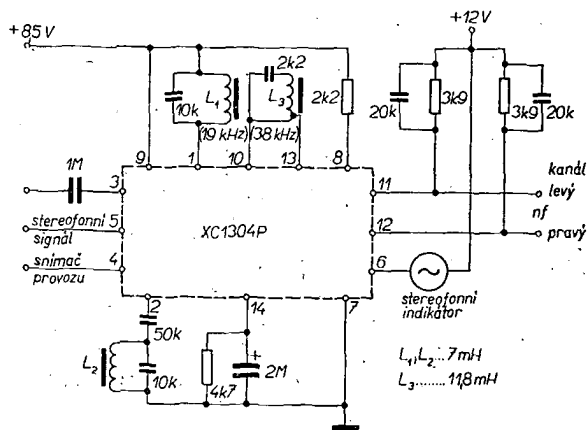 +85V
+12V
2k2
10k
L1
L3
2k2
20k
3k9
3k9
20k
(19 kHz)
(38 kHz)
9
1
10
13
8
kanál
levý
nf
pravý
1M
3
11
stereofonní
signál
5
XC1304P
12
snímač
provozu
4
6
stereofonní
indikátor
2
14
7
50k
L2
10k
4k7
+
2M
L1, L2...7mH
L3........11,8mH